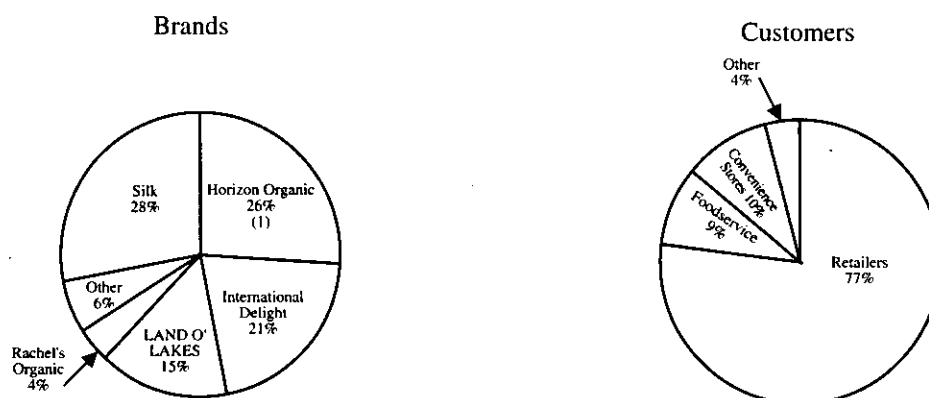 Brands
Silk
28%
Horizon Organic
26%
(1)
International
Delight
21%
LAND O'
LAKES
15%
Rachel's
Organic
4%
Other
6%
Customers
Other
4%
Convenience
Stores 10%
Foodservice
9%
Retailers
77%